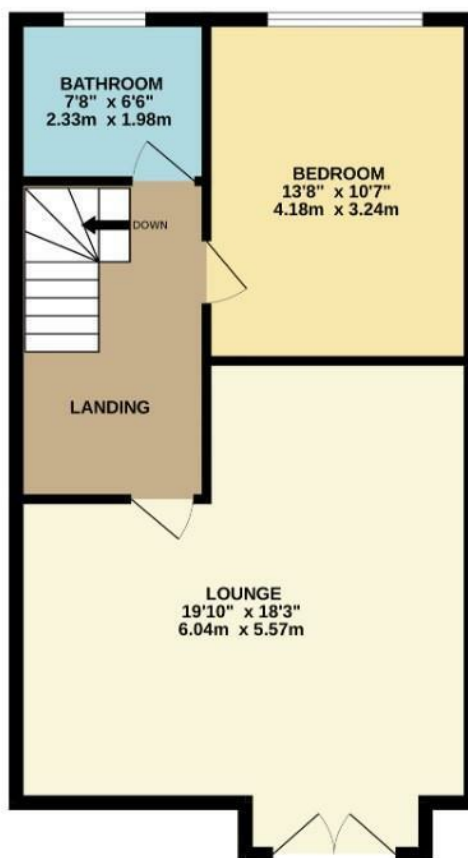 BATHROOM
7'8" x 6'6"
2.33m x 1.98m
BEDROOM
13'8" x 10'7"
4.18m x 3.24m
DOWN
LANDING
LOUNGE
19'10" x 18'3"
6.04m x 5.57m